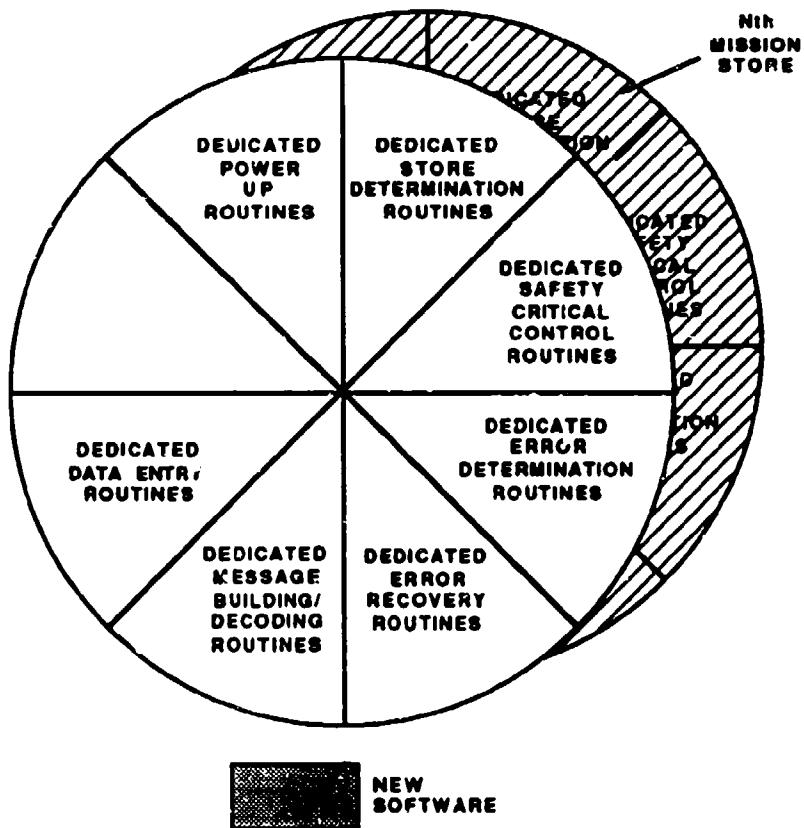 Nth
MISSION
STORE
DEDICATED
POWER
UP
ROUTINES
DEDICATED
STORE
DETERMINATION
ROUTINES
DEDICATED
SAFETY
CRITICAL
CONTROL
ROUTINES
DEDICATED
ERROR
DETERMINATION
ROUTINES
DEDICATED
ERROR
RECOVERY
ROUTINES
DEDICATED
MESSAGE
BUILDING/
DECODING
ROUTINES
DEDICATED
DATA ENTRY
ROUTINES
NEW
SOFTWARE